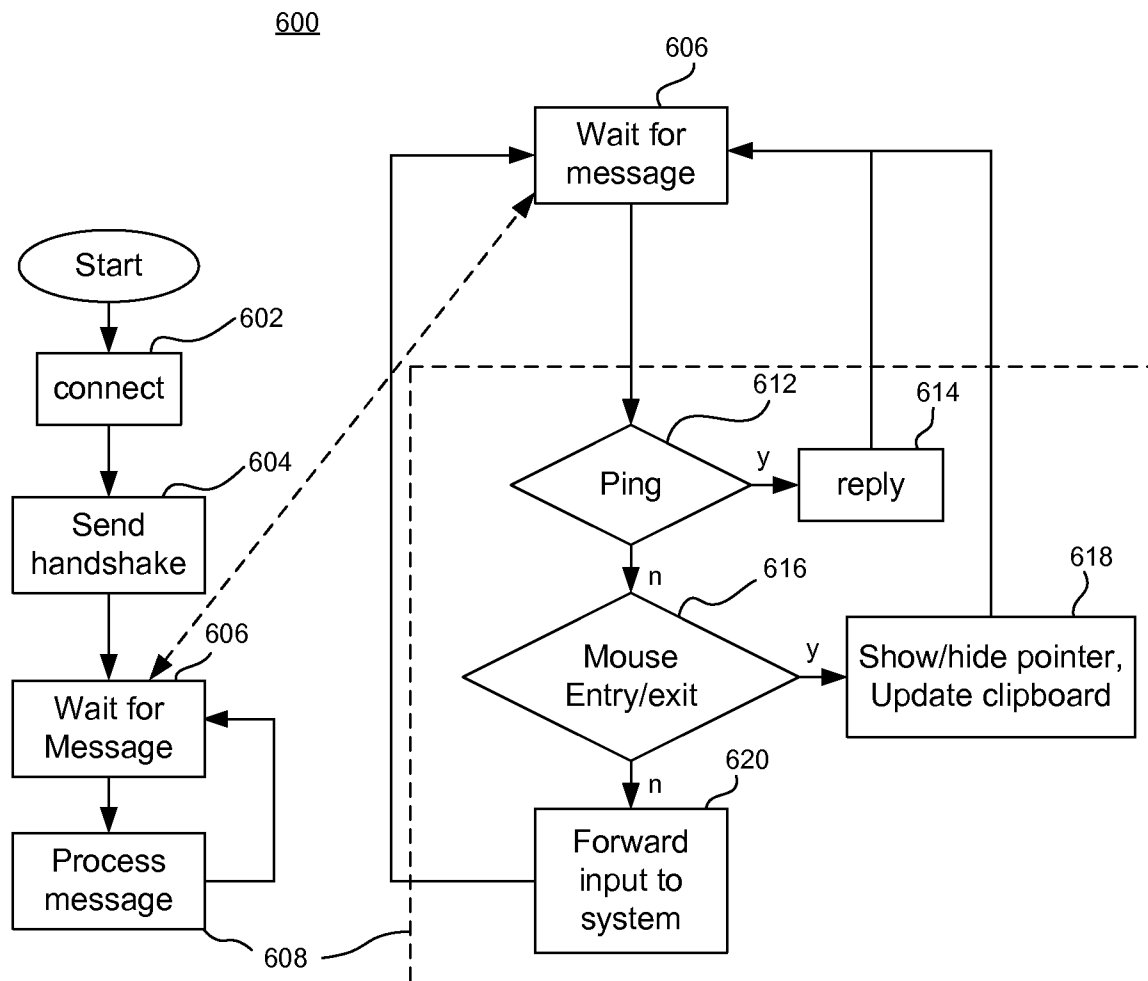 600
606
Wait for
message
Start
602
connect
612
614
Ping
y
reply
604
Send
handshake
n
616
618
606
Mouse
Entry/exit
y
Show/hide pointer,
Update clipboard
Wait for
Message
n
620
Process
message
Forward
input to
system
608